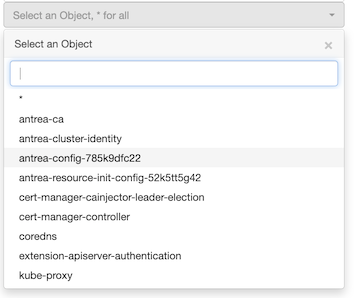 Select an Object, * for all
Select an Object ×
*
antrea-ca
antrea-cluster-identity
antrea-config-785k9dfc22
antrea-resource-init-config-52k5tt5g42
cert-manager-cainjector-leader-election
cert-manager-controller
coredns
extension-apiserver-authentication
kube-proxy